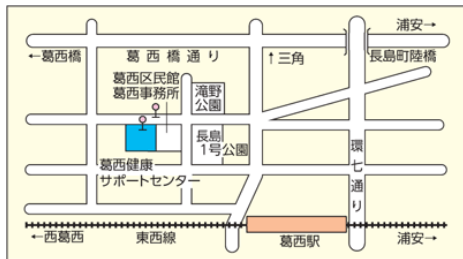 浦安→
←葛西橋
葛西橋通り
↑三角
長島町陸橋
葛西区民館
葛西事務所
滝野
公園
長島
1号公園
環七通り
葛西健康
サポートセンター
←西葛西
東西線
葛西駅
浦安→